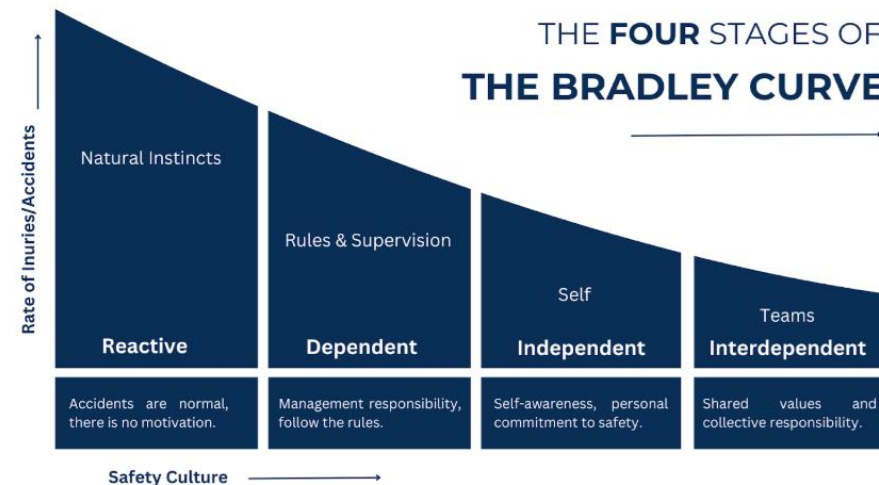 THE FOUR STAGES OF
THE BRADLEY CURVE
Rate of Inuries/Accidents
Natural Instincts
Rules & Supervision
Self
Teams
Reactive
Dependent
Independent
Interdependent
Accidents are normal,
there is no motivation.
Management responsibility,
follow the rules.
Self-awareness, personal
commitment to safety.
Shared values and
collective responsibility.
Safety Culture